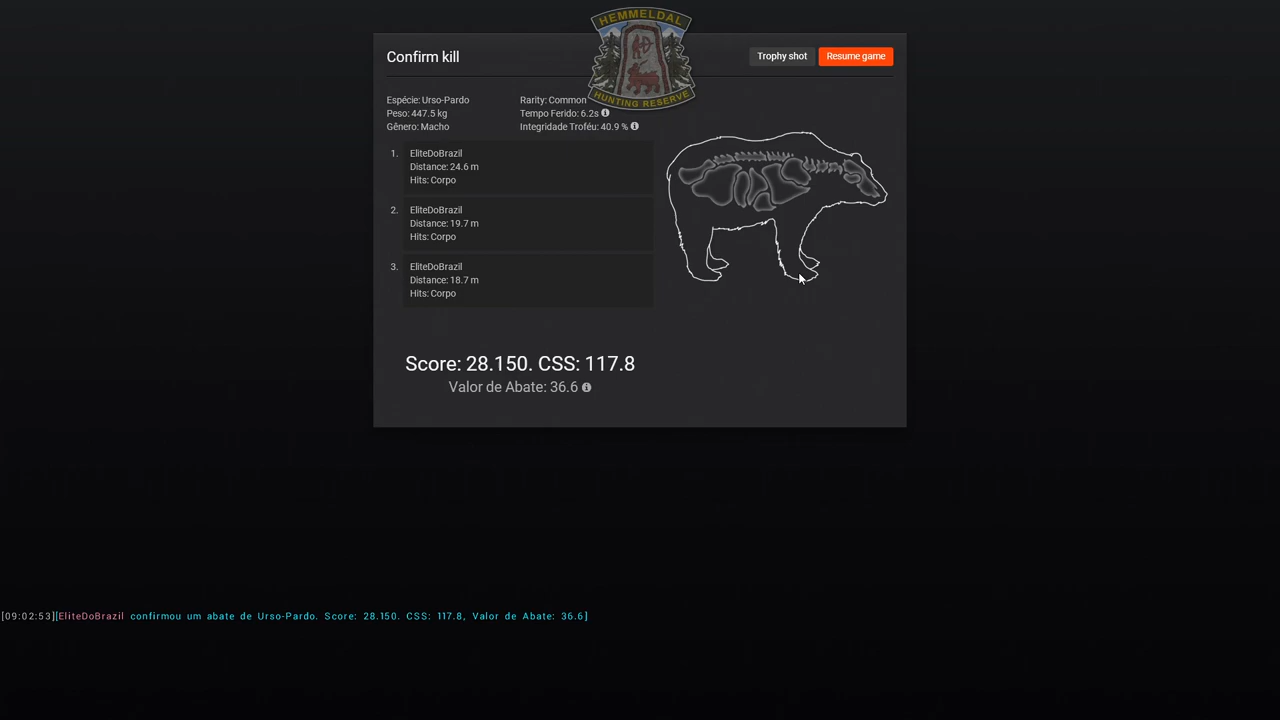 HEMMELDAL
HUNTING RESERVE
Confirm kill
Trophy shot
Resume game
Espécie: Urso-Pardo
Peso: 447.5 kg
Gênero: Macho
Rarity: Common
Tempo Ferido: 6.2s
Integridade Troféu: 40.9 %
1. EliteDoBrazil
Distance: 24.6 m
Hits: Corpo
2. EliteDoBrazil
Distance: 19.7 m
Hits: Corpo
3. EliteDoBrazil
Distance: 18.7 m
Hits: Corpo
Score: 28.150. CSS: 117.8
Valor de Abate: 36.6
[09:02:53][EliteDoBrazil confirmou um abate de Urso-Pardo. Score: 28.150. CSS: 117.8, Valor de Abate: 36.6]